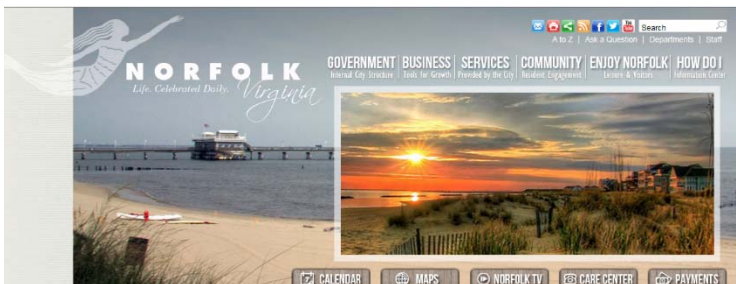 Search
A to Z | Ask a Question | Departments | Staff
GOVERNMENT | BUSINESS | SERVICES | COMMUNITY | ENJOY NORFOLK | HOW DO I
Internal City Structure | Tools for Growth | Provided by the City | Resident Engagement | Leisure & Visitors | Information Center
NORFOLK
Life. Celebrated Daily. Virginia
CALENDAR MAPS NORFOLK TV CARE CENTER PAYMENTS